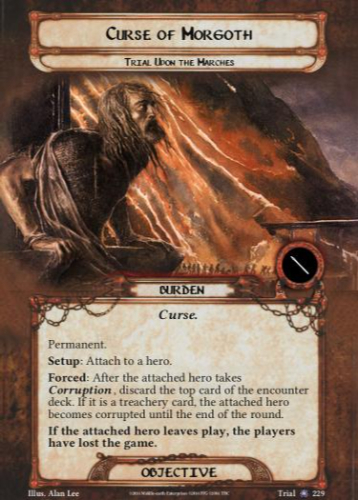 CURSE OF MORGOTH
TRIAL UPON THE MARCHES
BURDEN
Curse.
Permanent.
Setup: Attach to a hero.
Forced: After the attached hero takes
Corruption, discard the top card of the encounter
deck. If it is a treachery card, the attached hero
becomes corrupted until the end of the round.
If the attached hero leaves play, the players
have lost the game.
OBJECTIVE
Illus. Alan Lee
Trial 229